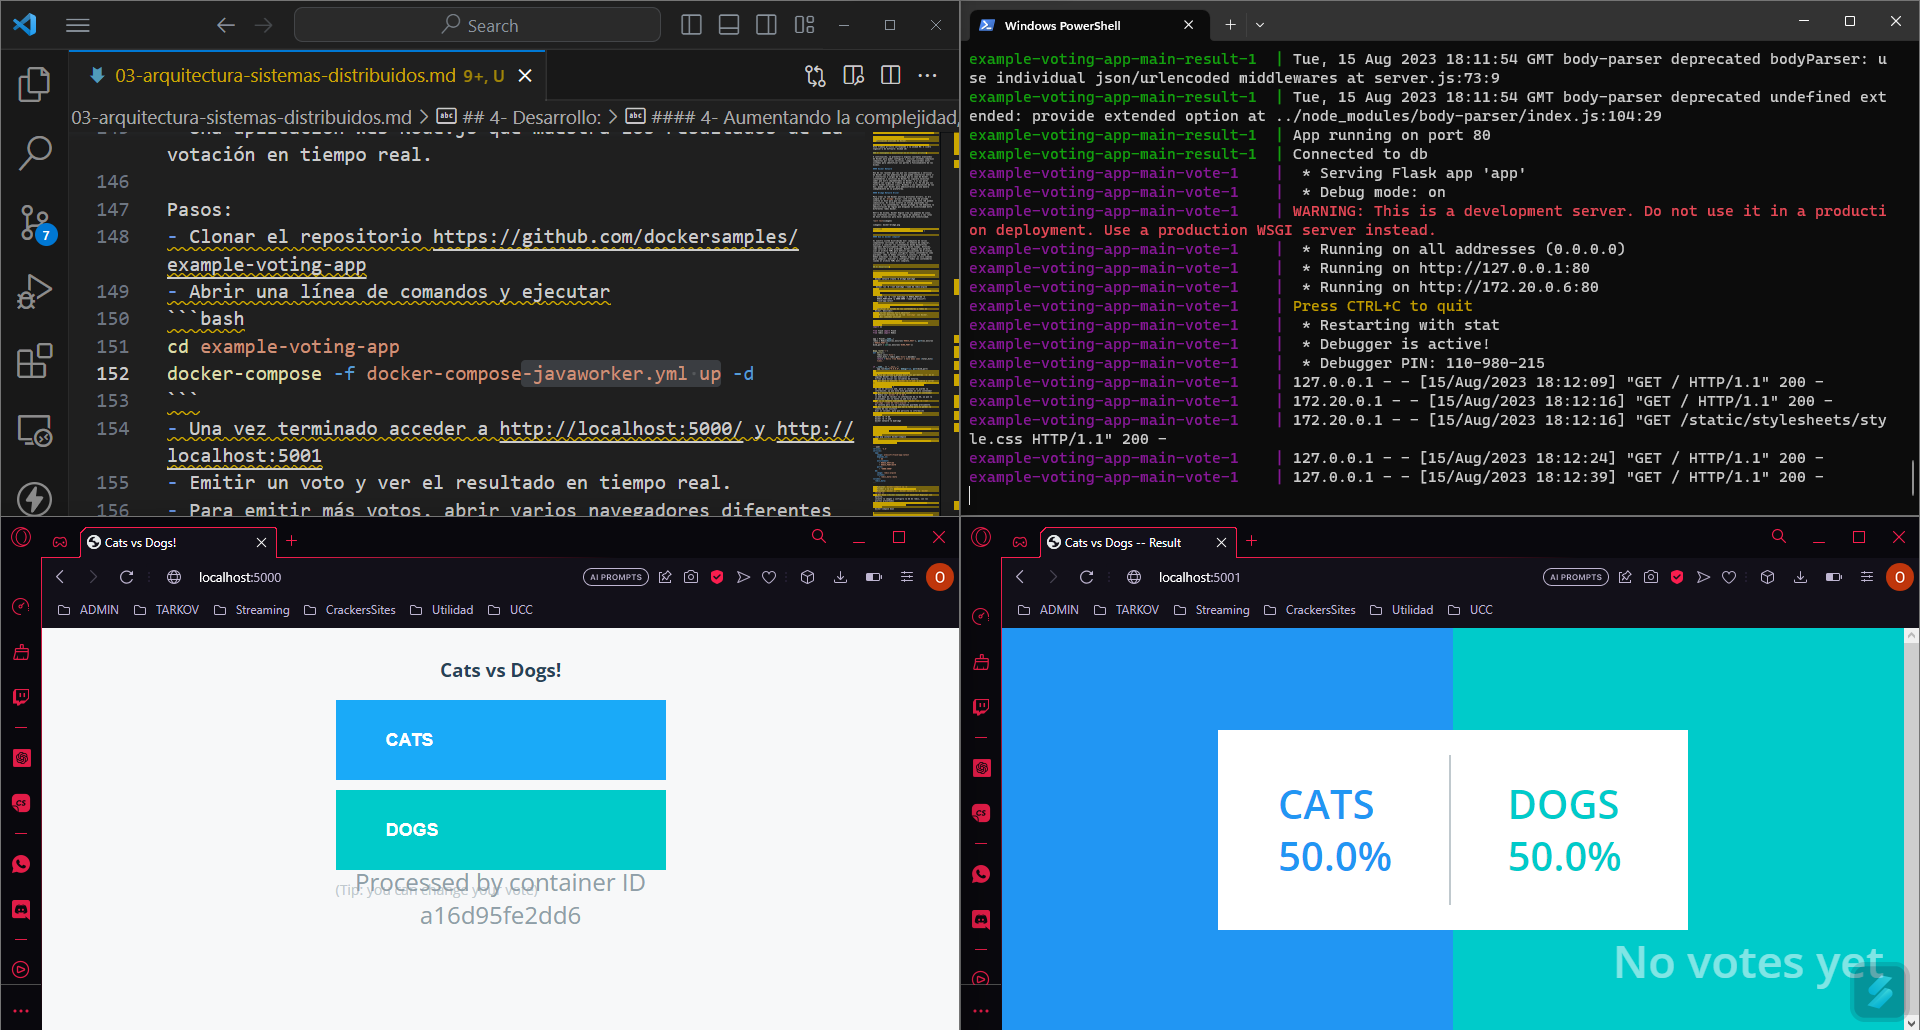 Search
03-arquitectura-sistemas-distribuidos.md 9+, U
03-arquitectura-sistemas-distribuidos.md > ## 4- Desarrollo: > #### 4- Aumentando la complejidad,
votación en tiempo real.
146
147 Pasos:
148 - Clonar el repositorio https://github.com/dockersamples/
example-voting-app
149 - Abrir una línea de comandos y ejecutar
150 ```bash
151 cd example-voting-app
152 docker-compose -f docker-compose-javaworker.yml up -d
153 ```
154 - Una vez terminado acceder a http://localhost:5000/ y http://
localhost:5001
155 - Emitir un voto y ver el resultado en tiempo real.
156 - Para emitir más votos, abrir varios navegadores diferentes
7
Windows PowerShell
example-voting-app-main-result-1 | Tue, 15 Aug 2023 18:11:54 GMT body-parser deprecated bodyParser: u
se individual json/urlencoded middlewares at server.js:73:9
example-voting-app-main-result-1 | Tue, 15 Aug 2023 18:11:54 GMT body-parser deprecated undefined ext
ended: provide extended option at ../node_modules/body-parser/index.js:104:29
example-voting-app-main-result-1 | App running on port 80
example-voting-app-main-result-1 | Connected to db
example-voting-app-main-vote-1 | * Serving Flask app 'app'
example-voting-app-main-vote-1 | * Debug mode: on
example-voting-app-main-vote-1 | WARNING: This is a development server. Do not use it in a producti
on deployment. Use a production WSGI server instead.
example-voting-app-main-vote-1 | * Running on all addresses (0.0.0.0)
example-voting-app-main-vote-1 | * Running on http://127.0.0.1:80
example-voting-app-main-vote-1 | * Running on http://172.20.0.6:80
example-voting-app-main-vote-1 | Press CTRL+C to quit
example-voting-app-main-vote-1 | * Restarting with stat
example-voting-app-main-vote-1 | * Debugger is active!
example-voting-app-main-vote-1 | * Debugger PIN: 110-980-215
example-voting-app-main-vote-1 | 127.0.0.1 - - [15/Aug/2023 18:12:09] "GET / HTTP/1.1" 200 -
example-voting-app-main-vote-1 | 172.20.0.1 - - [15/Aug/2023 18:12:16] "GET / HTTP/1.1" 200 -
example-voting-app-main-vote-1 | 172.20.0.1 - - [15/Aug/2023 18:12:16] "GET /static/stylesheets/sty
le.css HTTP/1.1" 200 -
example-voting-app-main-vote-1 | 127.0.0.1 - - [15/Aug/2023 18:12:24] "GET / HTTP/1.1" 200 -
example-voting-app-main-vote-1 | 127.0.0.1 - - [15/Aug/2023 18:12:39] "GET / HTTP/1.1" 200 -
Cats vs Dogs!
localhost:5000
AI PROMPTS
O
ADMIN TARKOV Streaming CrackersSites Utilidad UCC
Cats vs Dogs!
CATS
DOGS
(Tip: you can change your vote)
Processed by container ID
a16d95fe2dd6
Cats vs Dogs -- Result
localhost:5001
AI PROMPTS
O
ADMIN TARKOV Streaming CrackersSites Utilidad UCC
CATS
50.0%
DOGS
50.0%
No votes yet